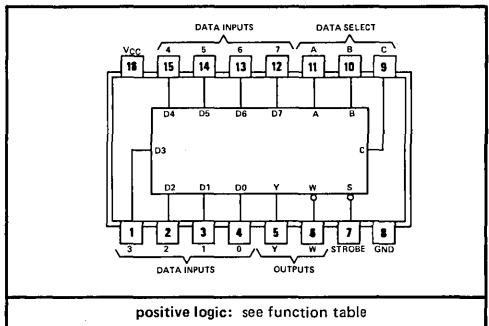 DATA INPUTS DATA SELECT
VCC 4 5 6 7 A B C
16 15 14 13 12 11 10 9
D4 D5 D6 D7 A B
D3 C
D2 D1 D0 Y W S
1 2 3 4 5 6 7 8
3 2 1 0 Y W STROBE GND
DATA INPUTS OUTPUTS
positive logic: see function table